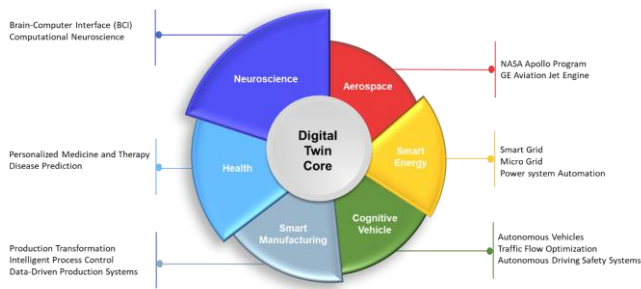 Brain-Computer Interface (BCI)
Computational Neuroscience
Neuroscience
Aerospace
NASA Apollo Program
GE Aviation Jet Engine
Personalized Medicine and Therapy
Disease Prediction
Health
Digital
Twin
Core
Smart
Energy
Smart Grid
Micro Grid
Power system Automation
Production Transformation
Intelligent Process Control
Data-Driven Production Systems
Smart
Manufacturing
Cognitive
Vehicle
Autonomous Vehicles
Traffic Flow Optimization
Autonomous Driving Safety Systems